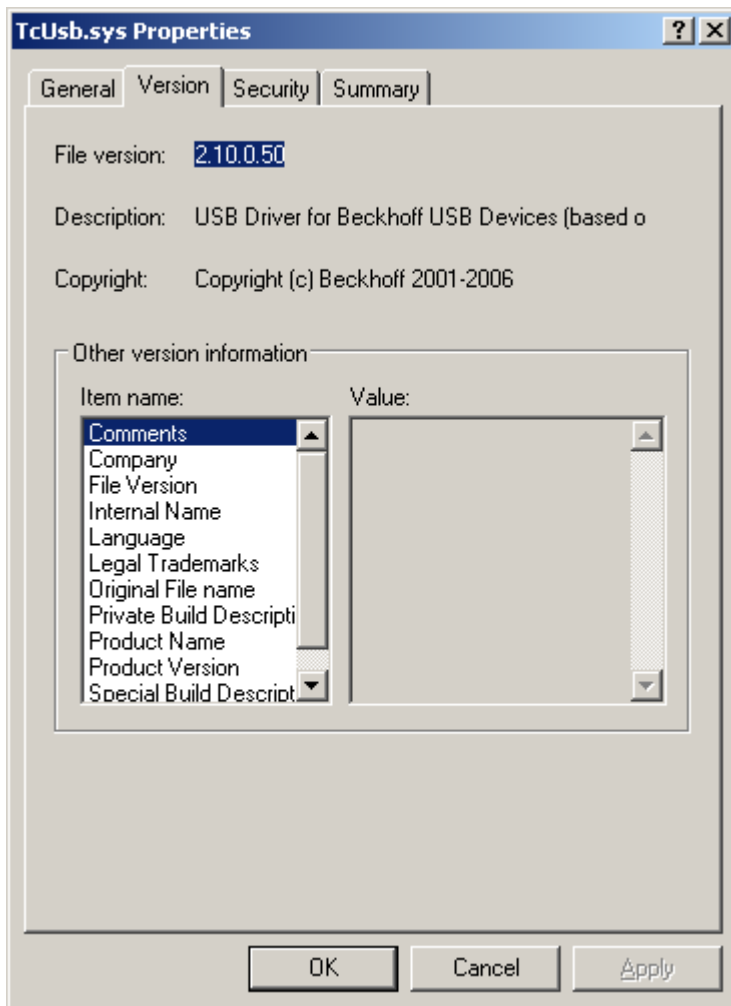 TcUsb.sys Properties
General Version Security Summary
File version: 2.10.0.50
Description: USB Driver for Beckhoff USB Devices (based o
Copyright: Copyright (c) Beckhoff 2001-2006
Other version information
Item name: Value:
Comments
Company
File Version
Internal Name
Language
Legal Trademarks
Original File name
Private Build Descripti
Product Name
Product Version
Special Build Descript
OK Cancel Apply